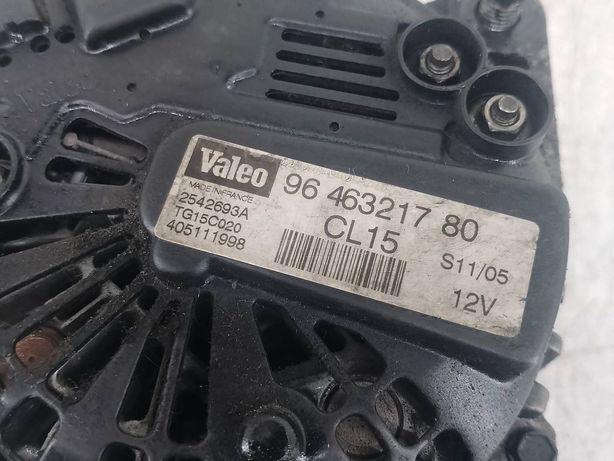 Valeo
MADE IN FRANCE
2542693A
TG15C020
405111998
96 463217 80
CL15
S11/05
12V